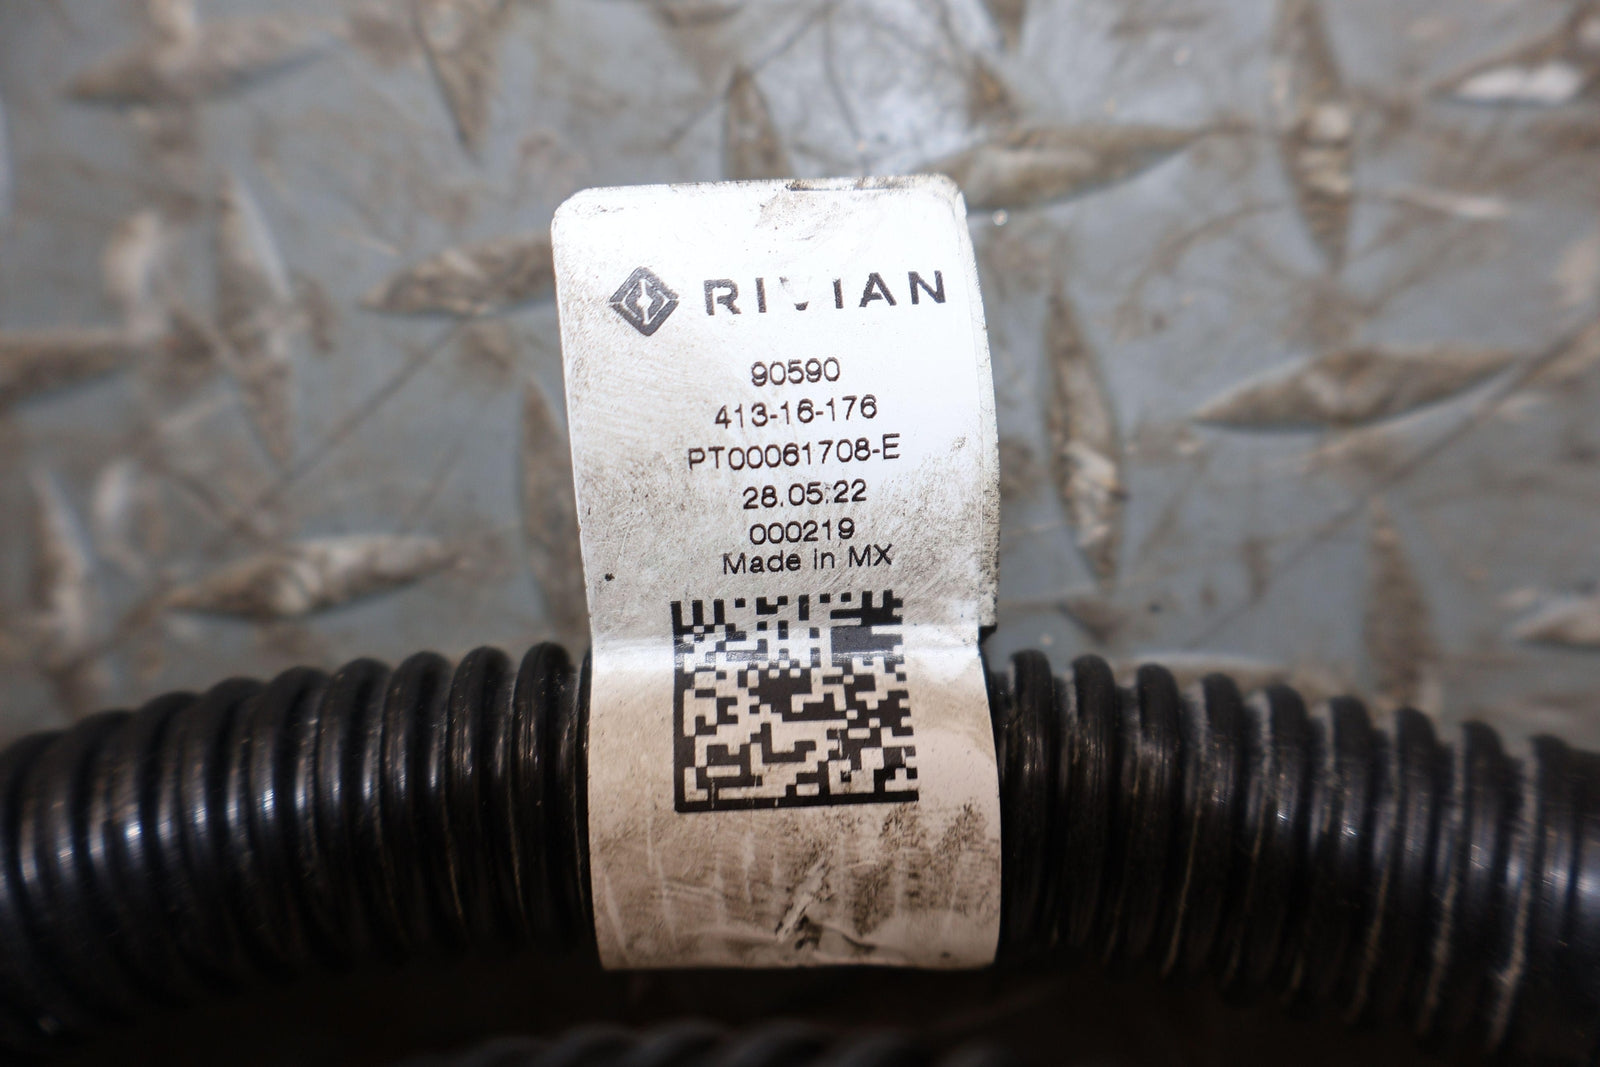 RIVIAN
90590
413-16-176
PT00061708-E
28.05.22
000219
Made in MX